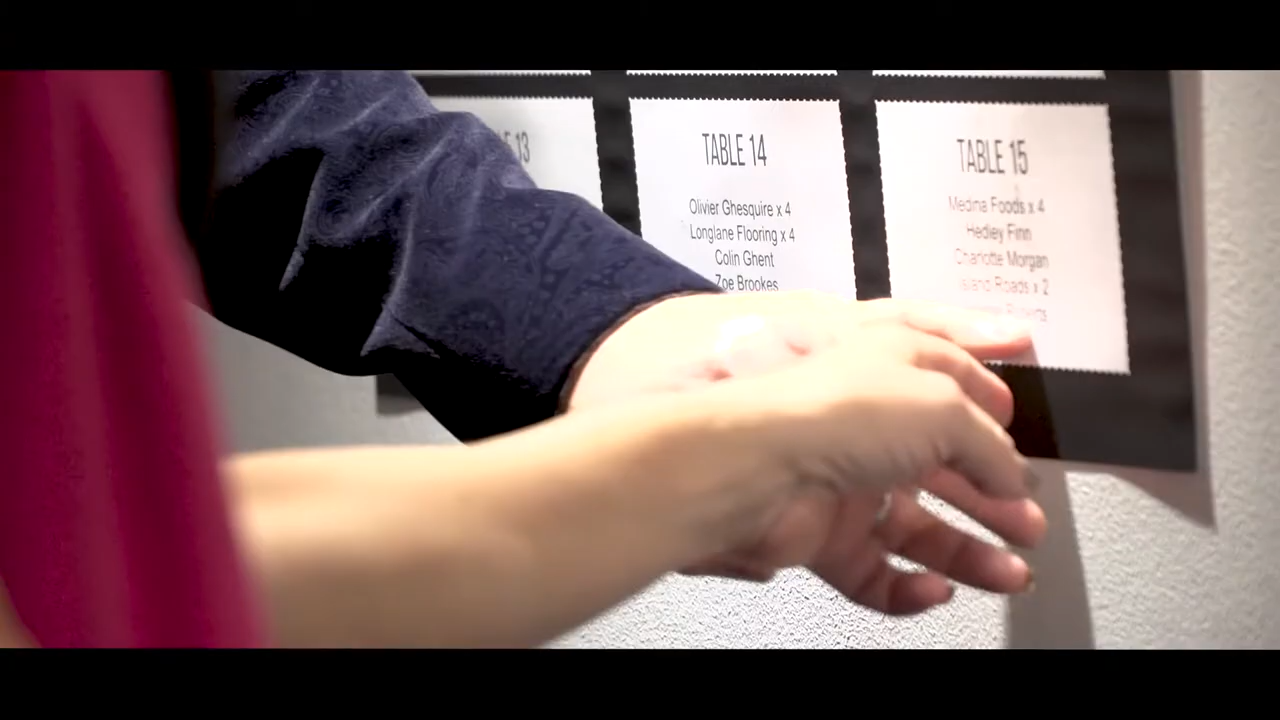 13
TABLE 14
Olivier Ghesquire x 4
Longlane Flooring x 4
Colin Ghent
Zoe Brookes
TABLE 15
Medina Foods x 4
Hedley Finn
Charlotte Morgan
Island Roads x 2